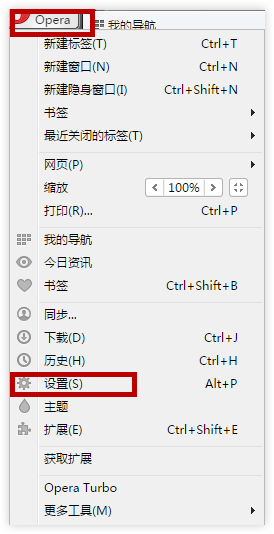 Opera 我的导航
新建标签(T) Ctrl+T
新建窗口(N) Ctrl+N
新建隐身窗口(I) Ctrl+Shift+N
书签
最近关闭的标签(T)
网页(P)
缩放 100%
打印(R)... Ctrl+P
我的导航
今日资讯
书签 Ctrl+Shift+B
同步...
下载(D) Ctrl+J
历史(H) Ctrl+H
设置(S) Alt+P
主题
扩展(E) Ctrl+Shift+E
获取扩展
Opera Turbo
更多工具(M)